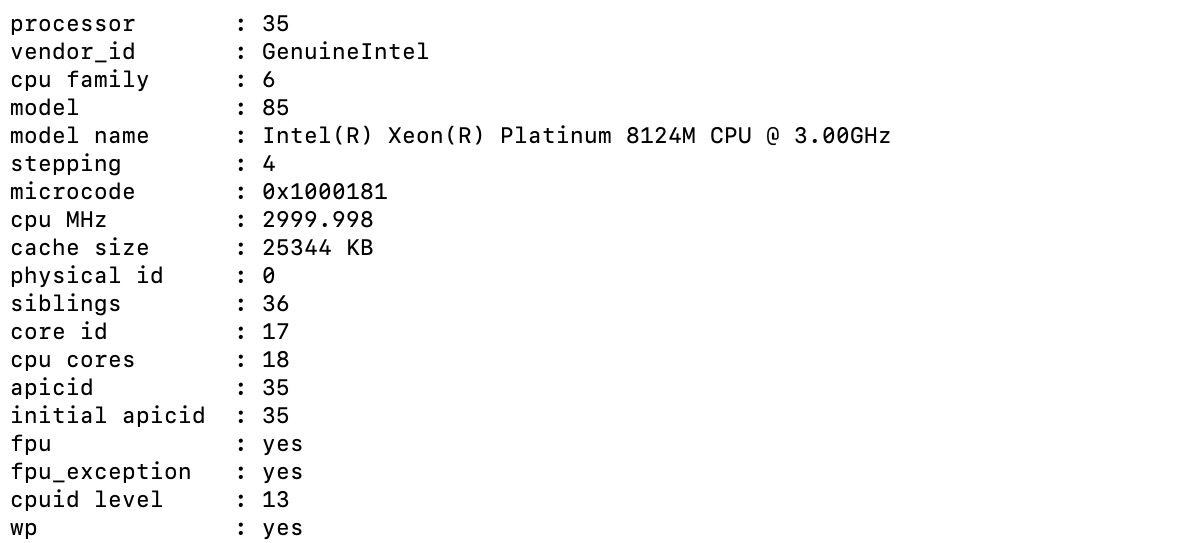 processor : 35
vendor_id : GenuineIntel
cpu family : 6
model : 85
model name : Intel(R) Xeon(R) Platinum 8124M CPU @ 3.00GHz
stepping : 4
microcode : 0x1000181
cpu MHz : 2999.998
cache size : 25344 KB
physical id : 0
siblings : 36
core id : 17
cpu cores : 18
apicid : 35
initial apicid : 35
fpu : yes
fpu_exception : yes
cpuid level : 13
wp : yes